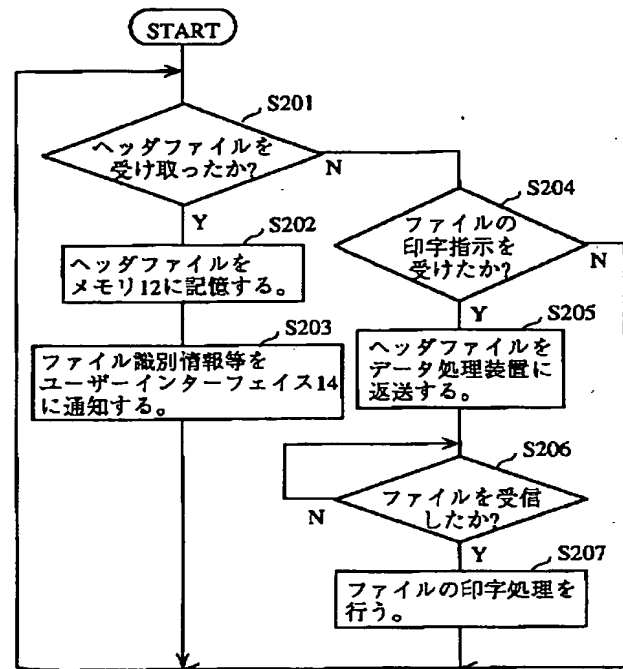 START
S201
ヘッダファイルを
受け取ったか?
N
Y
S202
ヘッダファイルを
メモリ12に記憶する。
S203
ファイル識別情報等を
ユーザーインターフェイス14
に通知する。
S204
ファイルの
印字指示を
受けたか?
N
Y
S205
ヘッダファイルを
データ処理装置に
返送する。
S206
ファイルを受信
したか?
N
Y
S207
ファイルの印字処理を
行う。